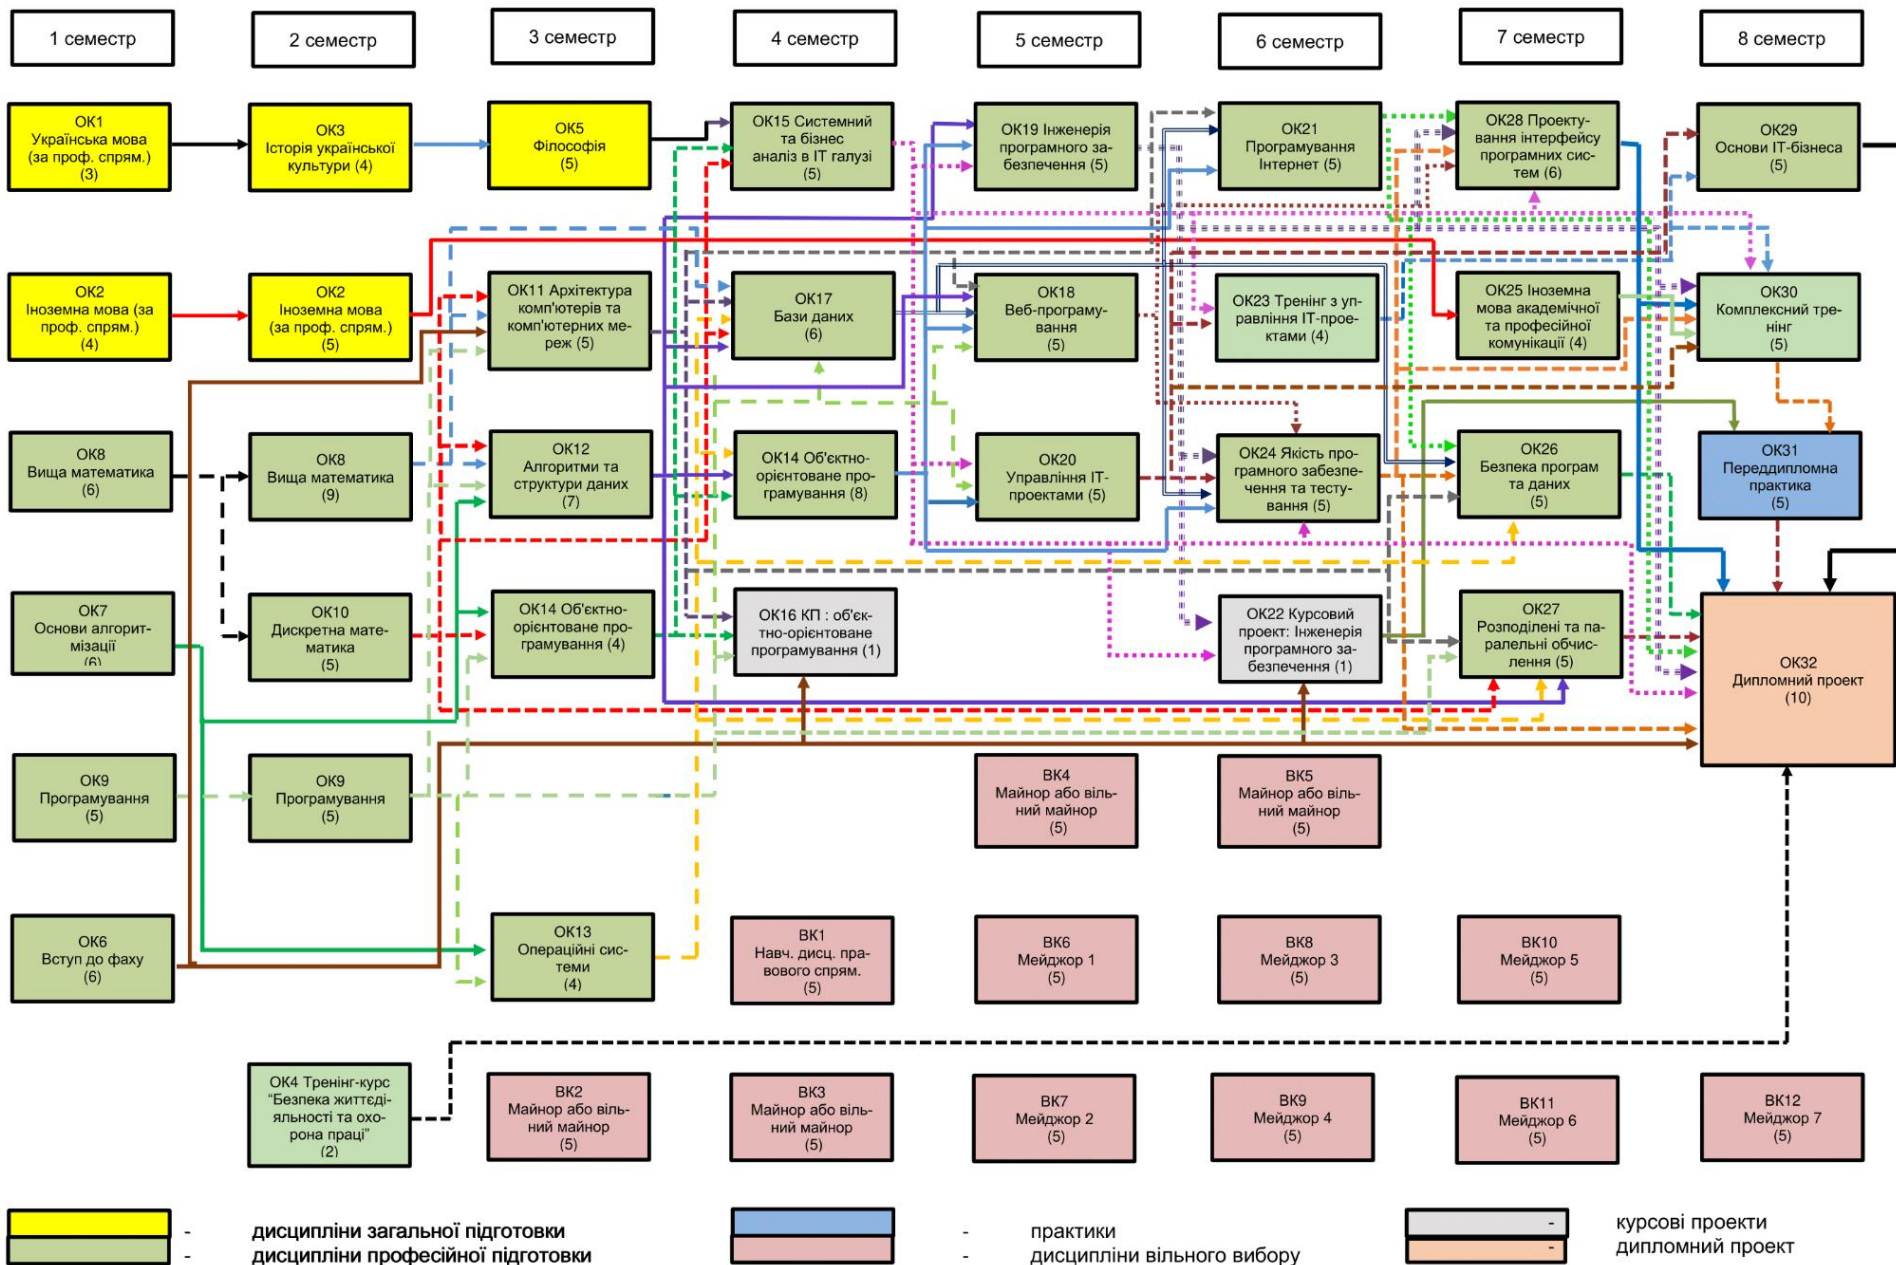 1 семестр
2 семестр
3 семестр
4 семестр
5 семестр
6 семестр
7 семестр
8 семестр
ОК1
Українська мова
(за проф. спрям.)
(3)
ОК3
Історія української
культури (4)
ОК5
Філософія
(5)
ОК15 Системний
та бізнес
аналіз в ІТ галузі
(5)
ОК19 Інженерія
програмного за-
безпечення (5)
ОК21
Програмування
Інтернет (5)
ОК28 Проекту-
вання інтерфейсу
програмних сис-
тем (6)
ОК29
Основи ІТ-бізнеса
(5)
ОК2
Іноземна мова (за
проф. спрям.)
(4)
ОК2
Іноземна мова
(за проф. спрям.)
(5)
ОК11 Архітектура
комп'ютерів та
комп'ютерних ме-
реж (5)
ОК17
Бази даних
(6)
ОК18
Веб-програму-
вання
(5)
ОК23 Тренінг з уп-
равління ІТ-прое-
ктами (4)
ОК25 Іноземна
мова академічної
та професійної
комунікації (4)
ОК30
Комплексний тре-
нінг
(5)
ОК8
Вища математика
(6)
ОК8
Вища математика
(9)
ОК12
Алгоритми та
структури даних
(7)
ОК14 Об'єктно-
орієнтоване про-
грамування (8)
ОК20
Управління ІТ-
проектами (5)
ОК24 Якість про-
грамного забезпе-
чення та тесту-
вання (5)
ОК26
Безпека програм
та даних
(5)
ОК31
Переддипломна
практика
(5)
ОК7
Основи алгорит-
мізації
(6)
ОК10
Дискретна мате-
матика
(5)
ОК14 Об'єктно-
орієнтоване про-
грамування (4)
ОК16 КП : об'єк-
тно-орієнтоване
програмування (1)
ОК22 Курсовий
проект: Інженерія
програмного за-
безпечення (1)
ОК27
Розподілені та па-
ралельні обчис-
лення (5)
ОК32
Дипломний проект
(10)
ОК9
Програмування
(5)
ОК9
Програмування
(5)
ВК4
Майнор або віль-
ний майнор
(5)
ВК5
Майнор або віль-
ний майнор
(5)
ОК6
Вступ до фаху
(6)
ОК13
Операційні сис-
теми
(4)
ВК1
Навч. дисц. пра-
вового спрям.
(5)
ВК6
Мейджор 1
(5)
ВК8
Мейджор 3
(5)
ВК10
Мейджор 5
(5)
ОК4 Тренінг-курс
"Безпека життєді-
яльності та охо-
рона праці"
(2)
ВК2
Майнор або віль-
ний майнор
(5)
ВК3
Майнор або віль-
ний майнор
(5)
ВК7
Мейджор 2
(5)
ВК9
Мейджор 4
(5)
ВК11
Мейджор 6
(5)
ВК12
Мейджор 7
(5)
- дисципліни загальної підготовки
- дисципліни професійної підготовки
- практики
- дисципліни вільного вибору
- курсові проекти
- дипломний проект